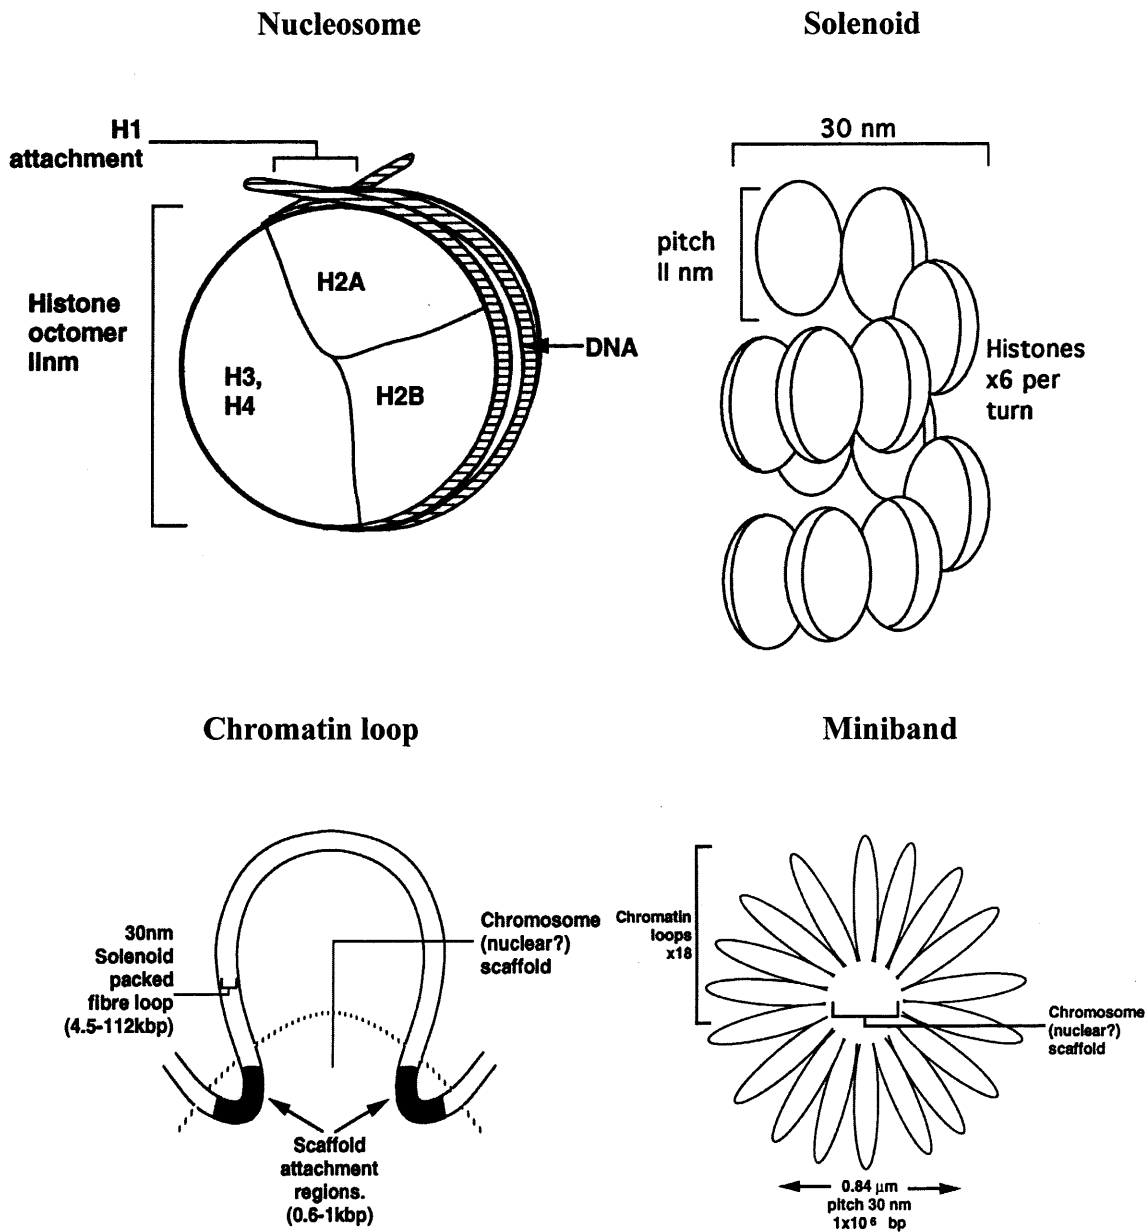 Nucleosome
H1
attachment
Histone
octomer
IInm
H2A
H3,
H4
H2B
DNA
Solenoid
30 nm
pitch
II nm
Histones
x6 per
turn
Chromatin loop
30nm
Solenoid
packed
fibre loop
(4.5-112kbp)
Chromosome
(nuclear?)
scaffold
Scaffold
attachment
regions.
(0.6-1kbp)
Miniband
Chromatin
loops
x18
Chromosome
(nuclear?)
scaffold
0.84 μm
pitch 30 nm
1x10⁶ bp